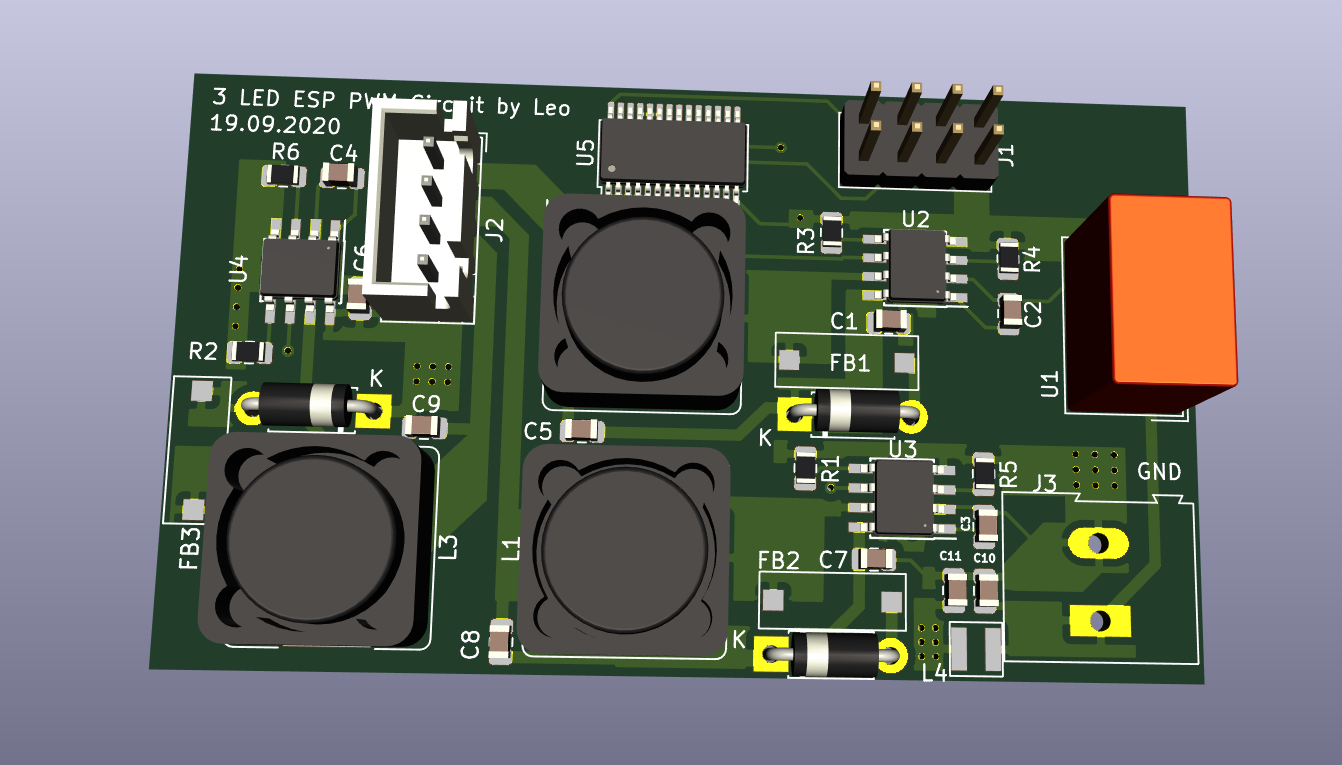 3 LED ESP PWM Circuit by Leo
19.09.2020
R6
C4
U5
J1
J2
U2
R3
R4
U4
C6
C2
C1
R2
FB1
K
U1
C9
C5
K
U3
R1
R5
GND
J3
C3
FB3
L3
L1
FB2
C7
C11
C10
C8
K
L4